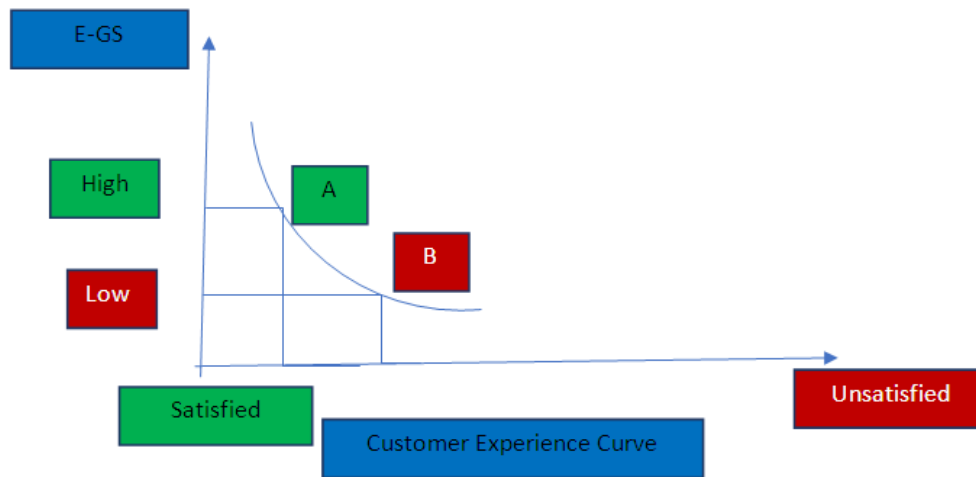 E-GS
High
A
B
Low
Satisfied
Unsatisfied
Customer Experience Curve